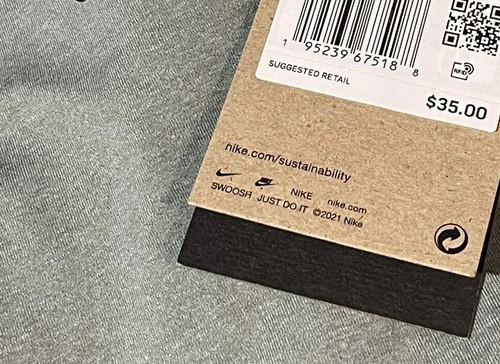 1 95239 67518 8
SUGGESTED RETAIL
RFID
$35.00
nike.com/sustainability
NIKE nike.com
SWOOSH JUST DO IT ©2021 Nike